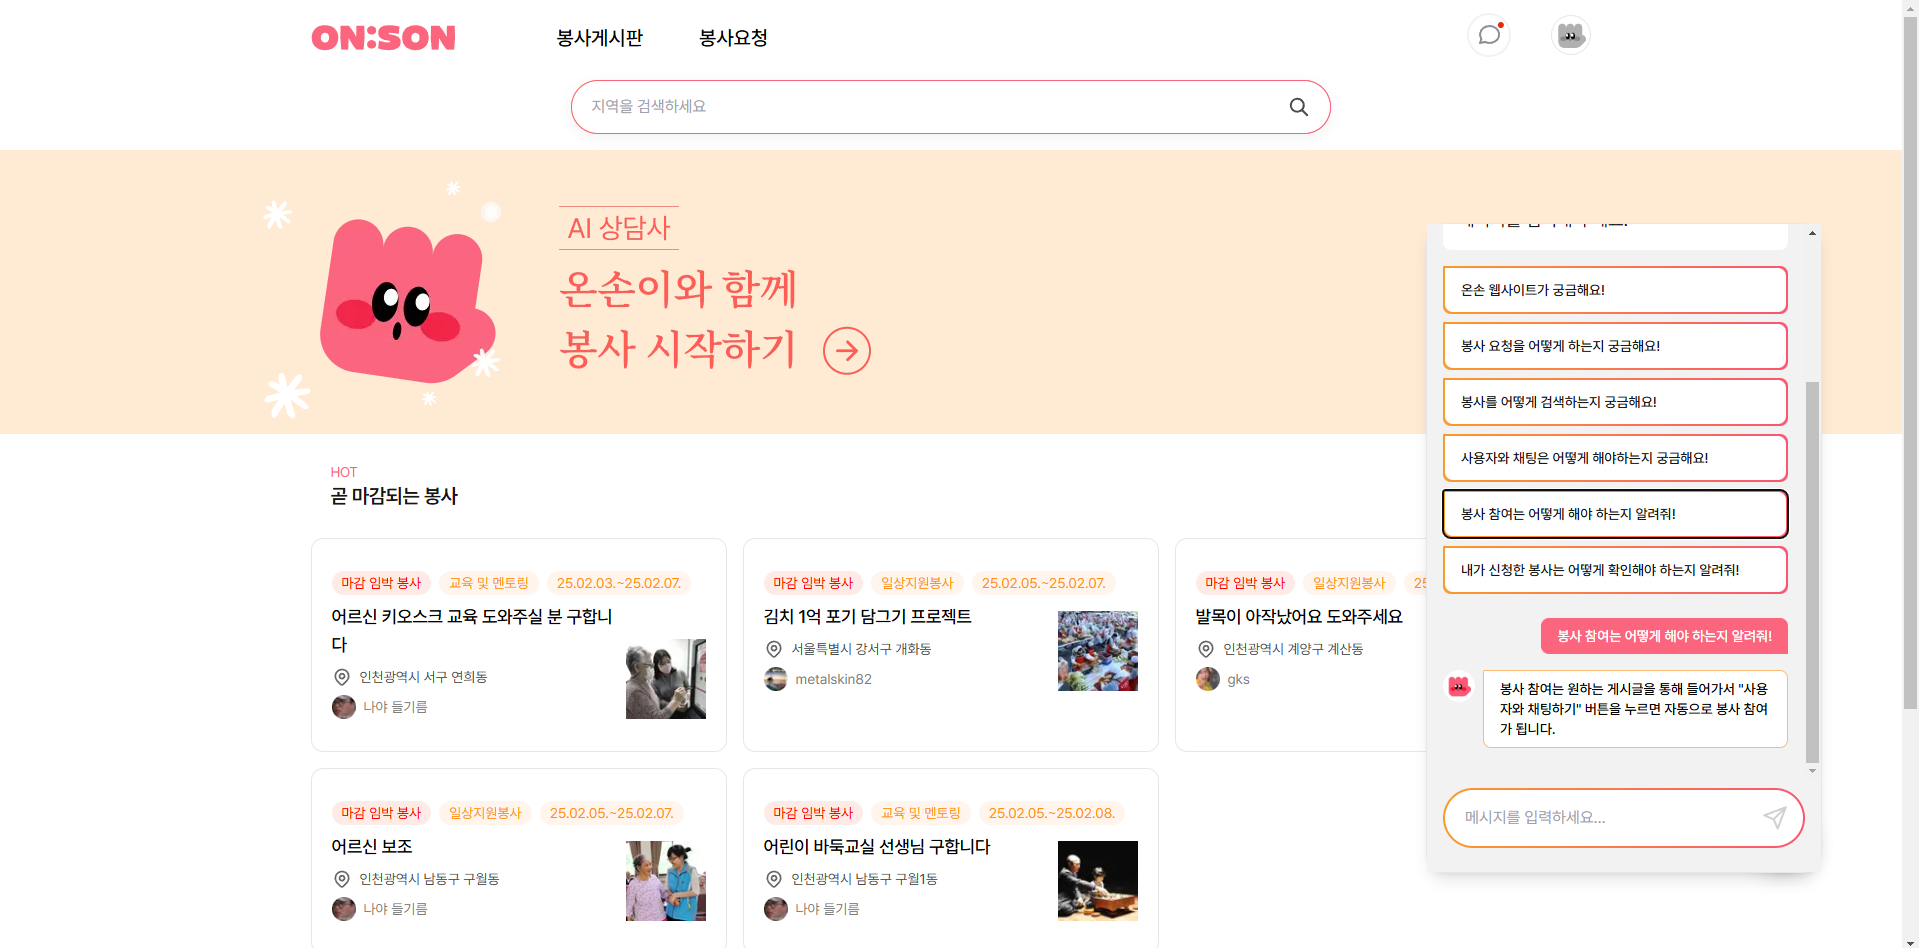 ON:SON
봉사게시판
봉사요청
지역을 검색하세요
AI 상담사
온손이와 함께
봉사 시작하기
HOT
곧 마감되는 봉사
마감 임박 봉사
교육 및 멘토링
25.02.03.~25.02.07.
어르신 키오스크 교육 도와주실 분 구합니
다
인천광역시 서구 연희동
나야 들기름
마감 임박 봉사
일상지원봉사
25.02.05.~25.02.07.
김치 1억 포기 담그기 프로젝트
서울특별시 강서구 개화동
metalskin82
마감 임박 봉사
일상지원봉사
발목이 아작났어요 도와주세요
인천광역시 계양구 계산동
gks
마감 임박 봉사
일상지원봉사
25.02.05.~25.02.07.
어르신 보조
인천광역시 남동구 구월동
나야 들기름
마감 임박 봉사
교육 및 멘토링
25.02.05.~25.02.08.
어린이 바둑교실 선생님 구합니다
인천광역시 남동구 구월1동
나야 들기름
온손 웹사이트가 궁금해요!
봉사 요청을 어떻게 하는지 궁금해요!
봉사를 어떻게 검색하는지 궁금해요!
사용자와 채팅은 어떻게 해야하는지 궁금해요!
봉사 참여는 어떻게 해야 하는지 알려줘!
내가 신청한 봉사는 어떻게 확인해야 하는지 알려줘!
봉사 참여는 어떻게 해야 하는지 알려줘!
봉사 참여는 원하는 게시글을 통해 들어가서 "사용
자와 채팅하기" 버튼을 누르면 자동으로 봉사 참여
가 됩니다.
메시지를 입력하세요...